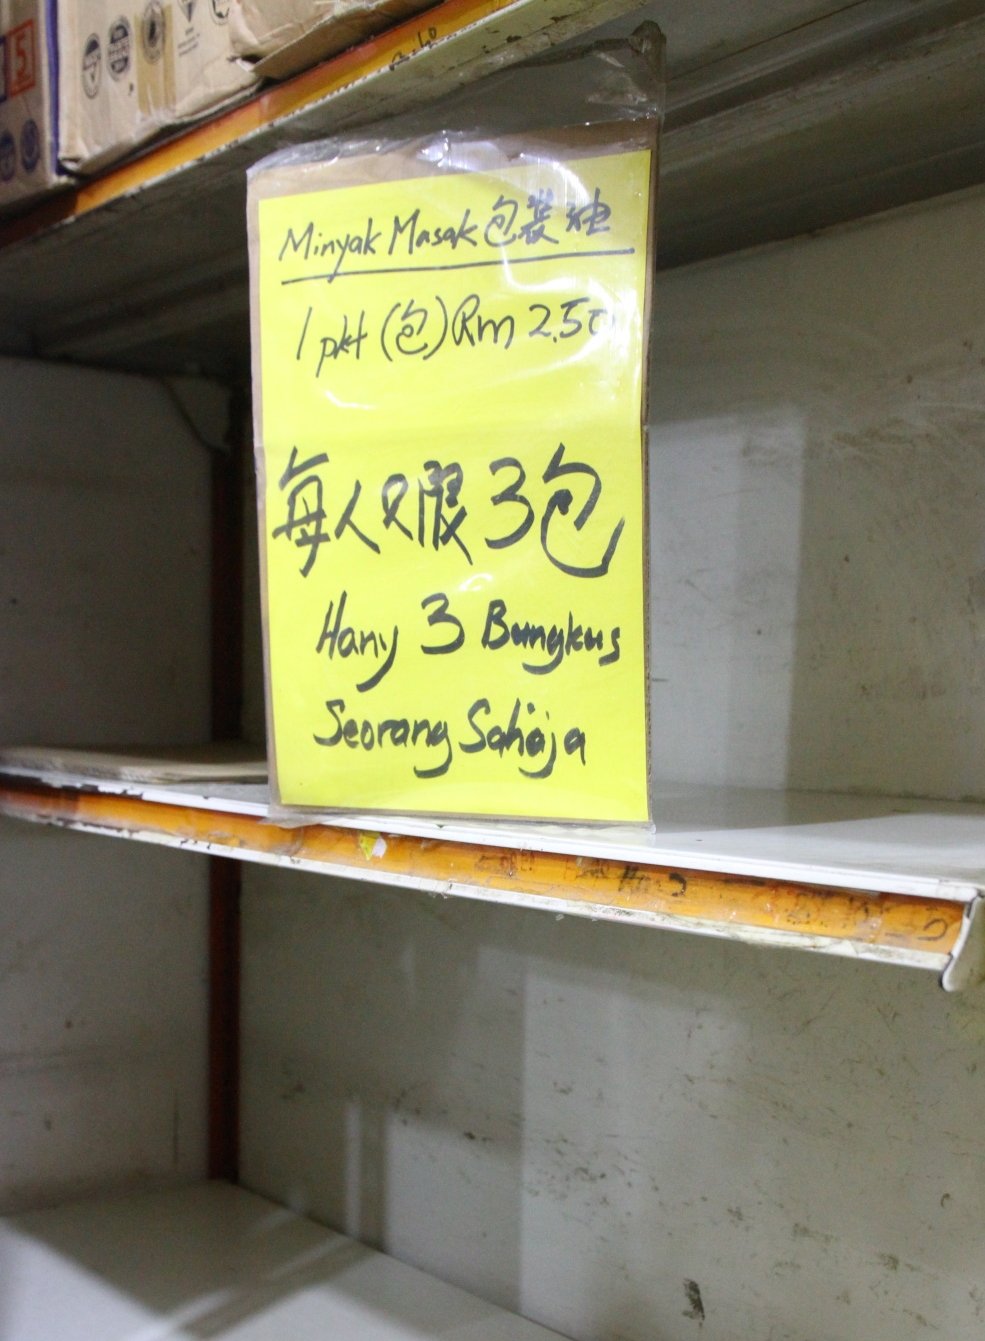 Minyak Masak 包装油
1 pkt (包) Rm 2.50
每人只限3包
Hany 3 Bungkus
Seorang Sahaja